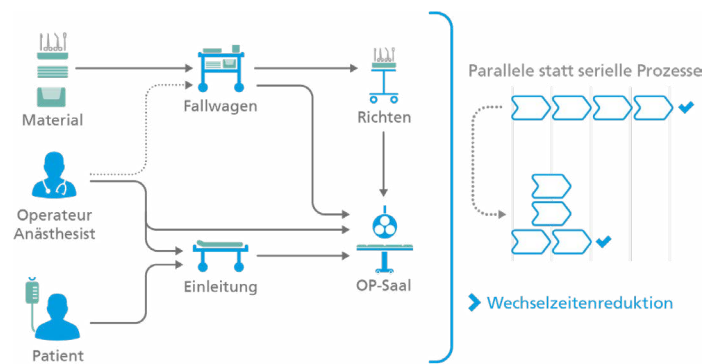 Material
Fallwagen
Richten
Operateur
Anästhesist
Einleitung
OP-Saal
Patient
Parallele statt serielle Prozesse
Wechselzeitenreduktion